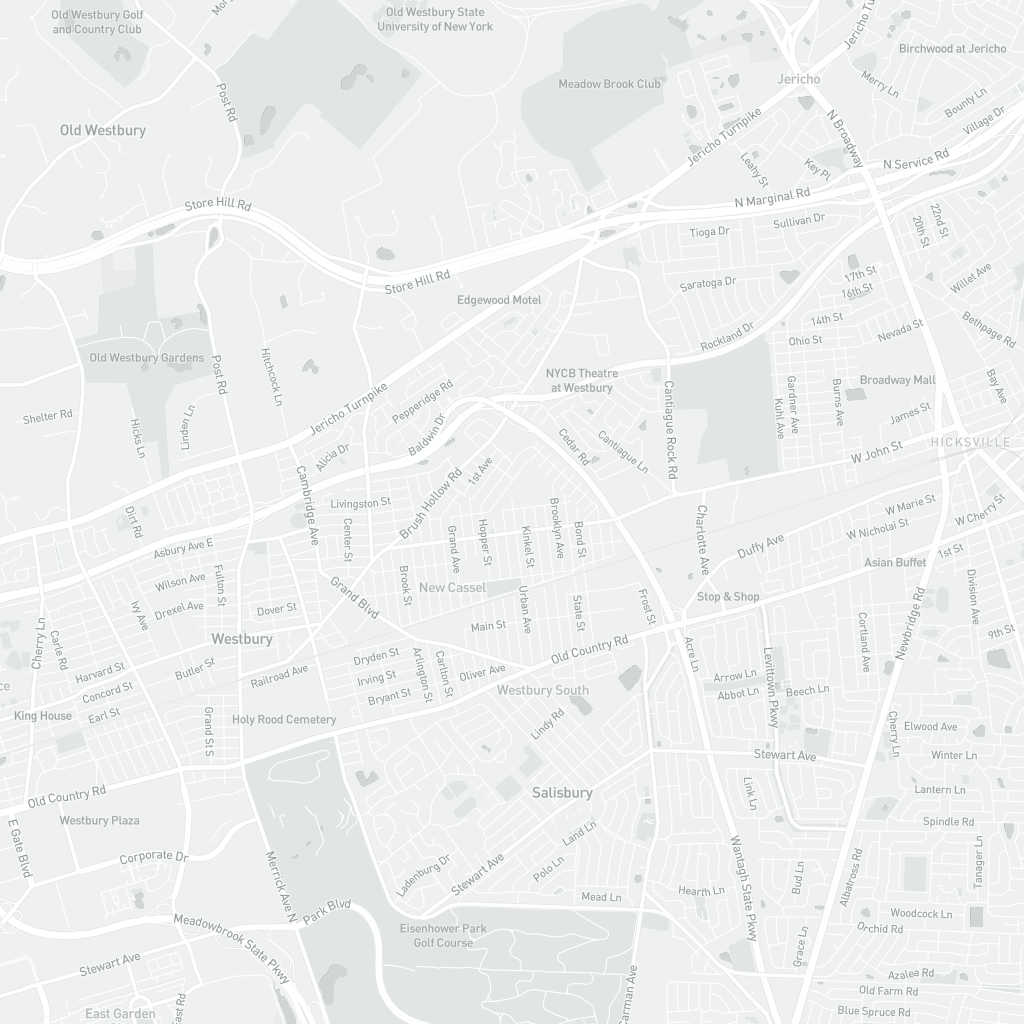 Old Westbury Golf
and Country Club
Old Westbury State
University of New York
Birchwood at Jericho
Jericho
Meadow Brook Club
Merry Ln
Bounty Ln
Village Dr
Post Rd
Old Westbury
Jericho Turnpike
N Broadway
Leahy St
Key Pl
N Service Rd
Store Hill Rd
N Marginal Rd
Tioga Dr
Sullivan Dr
22nd St
20th St
Store Hill Rd
Saratoga Dr
17th St
16th St
Willet Ave
Edgewood Motel
14th St
Nevada St
Bethpage Rd
Ohio St
Rockland Dr
Old Westbury Gardens
Hitchcock Ln
Post Rd
NYCB Theatre
at Westbury
Broadway Mall
Bay Ave
Shelter Rd
Hicks Ln
Linden Ln
Jericho Turnpike
Pepperidge Rd
Cantiague Rock Rd
Gardner Ave
Kuhl Ave
Burns Ave
James St
HICKSVILLE
Baldwin Dr
Alicia Dr
Cedar Rd
Cantiague Ln
W John St
Cambridge Ave
1st Ave
Brush Hollow Rd
Livingston St
Dirt Rd
Center St
Grand Ave
Hopper St
Kinkel St
Brooklyn Ave
Bond St
Charlotte Ave
Duffy Ave
W Marie St
W Nicholai St
W Cherry St
Asbury Ave E
1st St
Asian Buffet
Wilson Ave
Fulton St
Brook St
New Cassel
Stop & Shop
Drexel Ave
Ivy Ave
Dover St
Grand Blvd
Urban Ave
State St
Frost St
Main St
Division Ave
Cortland Ave
Newbridge Rd
9th St
Westbury
Cherry Ln
Carle Rd
Old Country Rd
Acre Ln
Levittown Pkwy
Dryden St
Irving St
Bryant St
Arlington St
Carlton St
Oliver Ave
Harvard St
Concord St
Earl St
Butler St
Railroad Ave
Arrow Ln
Abbot Ln
Beech Ln
Westbury South
King House
Grand St S
Holy Rood Cemetery
Lindy Rd
Cherry Ln
Elwood Ave
Winter Ln
Stewart Ave
Old Country Rd
Salisbury
Link Ln
Lantern Ln
Westbury Plaza
Spindle Rd
E Gate Blvd
Corporate Dr
Merrick Ave N
Land Ln
Polo Ln
Ladenburg Dr
Stewart Ave
Wantagh State Pkwy
Bud Ln
Albatross Rd
Tanager Ln
Hearth Ln
Mead Ln
Woodcock Ln
Orchid Rd
Park Blvd
Meadowbrook State Pkwy
Eisenhower Park
Golf Course
Grace Ln
Stewart Ave
Carman Ave
Azalea Rd
Old Farm Rd
Blue Spruce Rd
East Garden